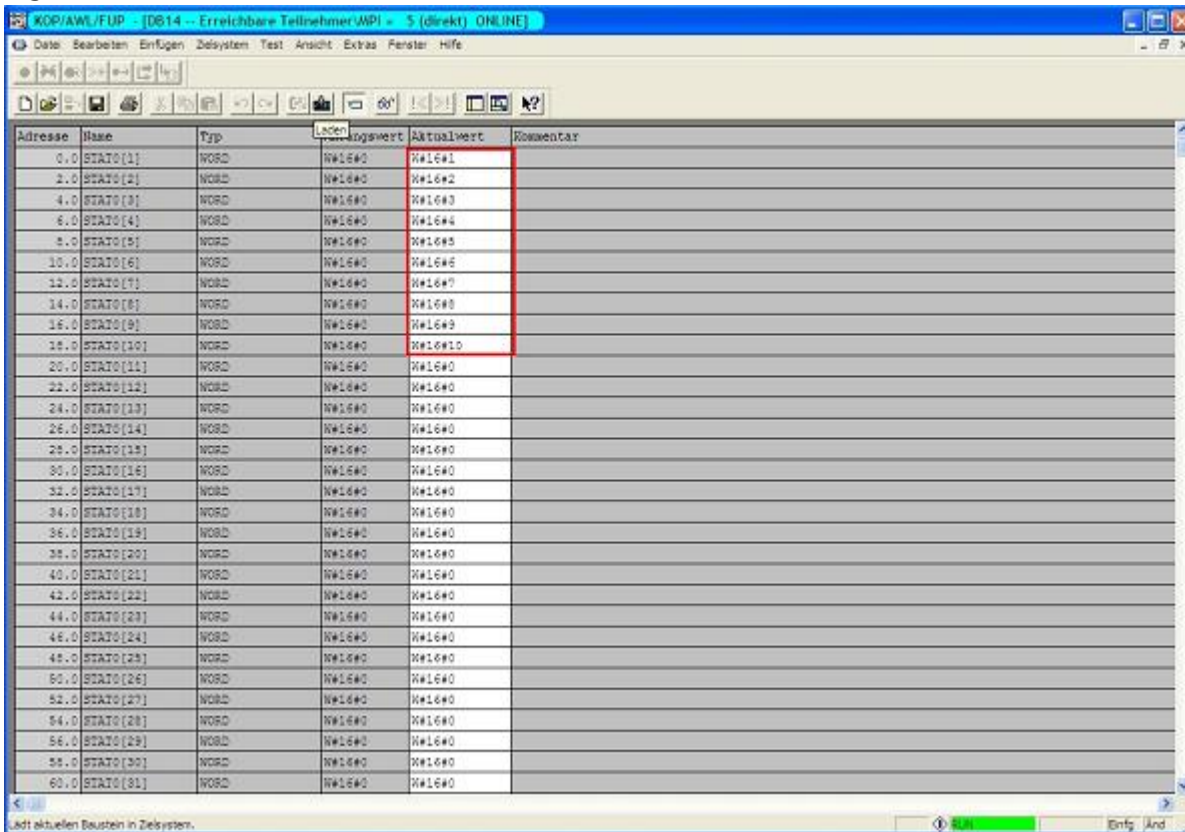 KOP/AWL/FUP - [DB14 -- Erreichbare Teilnehmer\MPI = 5 (direkt) ONLINE]
Datei Bearbeiten Einfügen Zielsystem Test Ansicht Extras Fenster Hilfe
Laden
Adresse Name Typ Aktualwert Kommentar
0.0 STAT0[1] WORD W#16#0 W#16#1
2.0 STAT0[2] WORD W#16#0 W#16#2
4.0 STAT0[3] WORD W#16#0 W#16#3
6.0 STAT0[4] WORD W#16#0 W#16#4
8.0 STAT0[5] WORD W#16#0 W#16#5
10.0 STAT0[6] WORD W#16#0 W#16#6
12.0 STAT0[7] WORD W#16#0 W#16#7
14.0 STAT0[8] WORD W#16#0 W#16#8
16.0 STAT0[9] WORD W#16#0 W#16#9
18.0 STAT0[10] WORD W#16#0 W#16#10
20.0 STAT0[11] WORD W#16#0 W#16#0
22.0 STAT0[12] WORD W#16#0 W#16#0
24.0 STAT0[13] WORD W#16#0 W#16#0
26.0 STAT0[14] WORD W#16#0 W#16#0
28.0 STAT0[15] WORD W#16#0 W#16#0
30.0 STAT0[16] WORD W#16#0 W#16#0
32.0 STAT0[17] WORD W#16#0 W#16#0
34.0 STAT0[18] WORD W#16#0 W#16#0
36.0 STAT0[19] WORD W#16#0 W#16#0
38.0 STAT0[20] WORD W#16#0 W#16#0
40.0 STAT0[21] WORD W#16#0 W#16#0
42.0 STAT0[22] WORD W#16#0 W#16#0
44.0 STAT0[23] WORD W#16#0 W#16#0
46.0 STAT0[24] WORD W#16#0 W#16#0
48.0 STAT0[25] WORD W#16#0 W#16#0
50.0 STAT0[26] WORD W#16#0 W#16#0
52.0 STAT0[27] WORD W#16#0 W#16#0
54.0 STAT0[28] WORD W#16#0 W#16#0
56.0 STAT0[29] WORD W#16#0 W#16#0
58.0 STAT0[30] WORD W#16#0 W#16#0
60.0 STAT0[31] WORD W#16#0 W#16#0
Lädt aktuellen Baustein in Zielsystem. RUN Einfg Änd